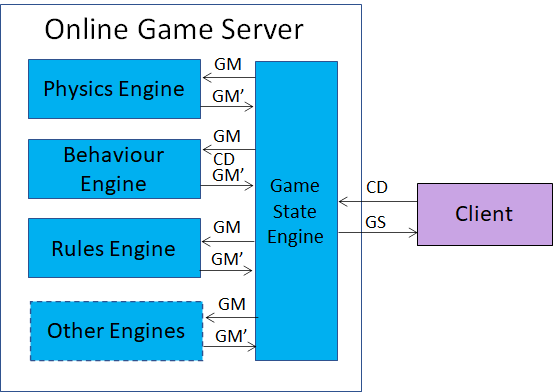 Online Game Server
GM
Physics Engine
GM’
GM
Behaviour
Engine
CD
GM’
Game
State
Engine
CD
GS
Client
GM
Rules Engine
GM’
GM
Other Engines
GM’